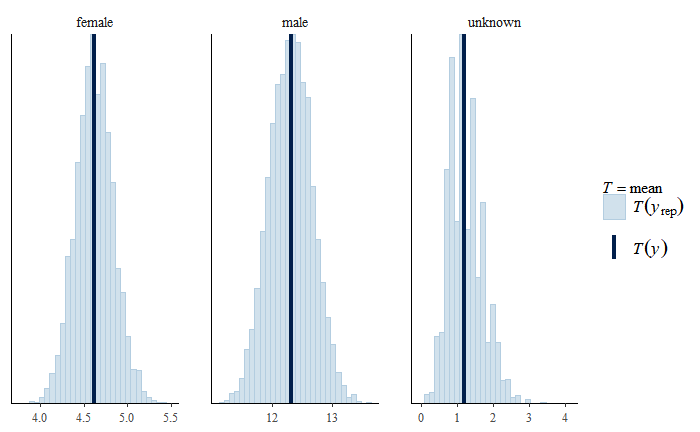 female
male
unknown
T = mean
T(y_rep)
T(y)
4.0 4.5 5.0 5.5
12 13
0 1 2 3 4